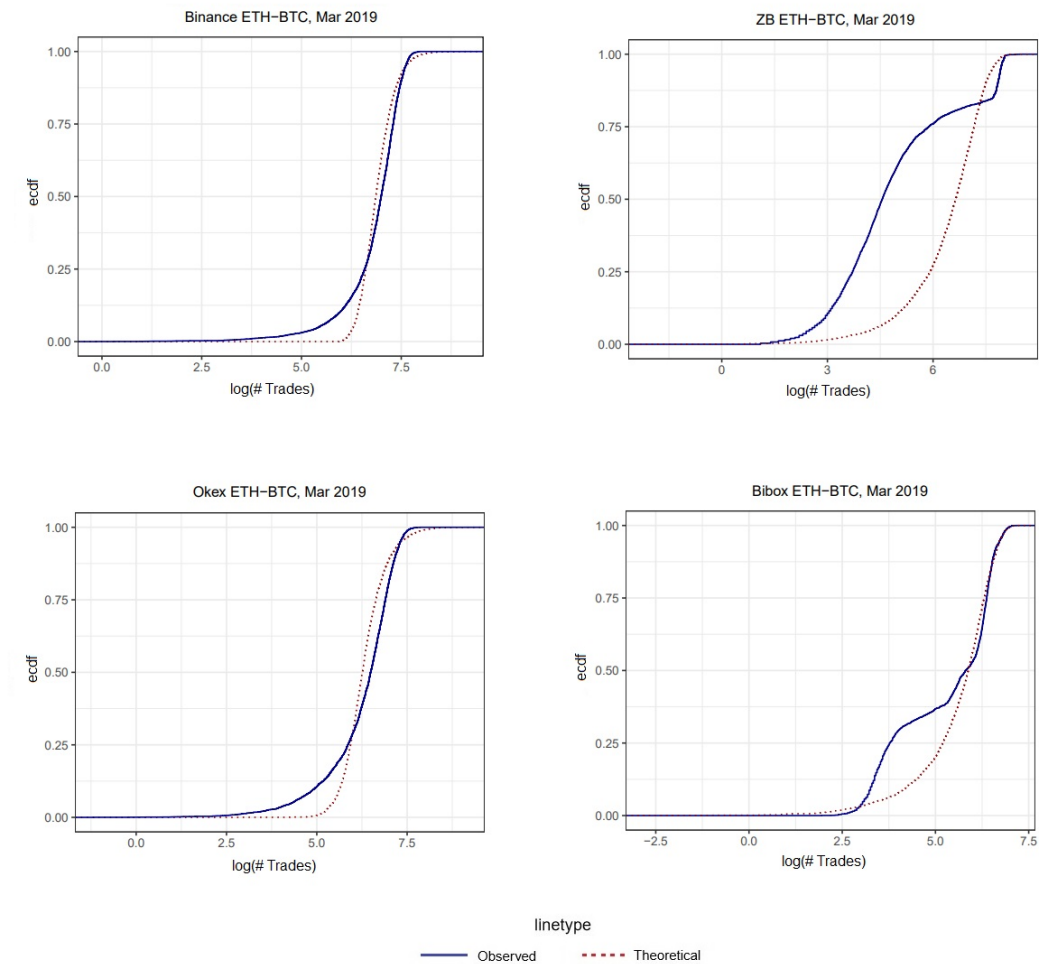 Binance ETH−BTC, Mar 2019
1.00
0.75
0.50
0.25
0.00
ecdf
0.0 2.5 5.0 7.5
log(# Trades)
ZB ETH−BTC, Mar 2019
1.00
0.75
0.50
0.25
0.00
ecdf
0 3 6
log(# Trades)
Okex ETH−BTC, Mar 2019
1.00
0.75
0.50
0.25
0.00
ecdf
0.0 2.5 5.0 7.5
log(# Trades)
Bibox ETH−BTC, Mar 2019
1.00
0.75
0.50
0.25
0.00
ecdf
−2.5 0.0 2.5 5.0 7.5
log(# Trades)
linetype
Observed Theoretical